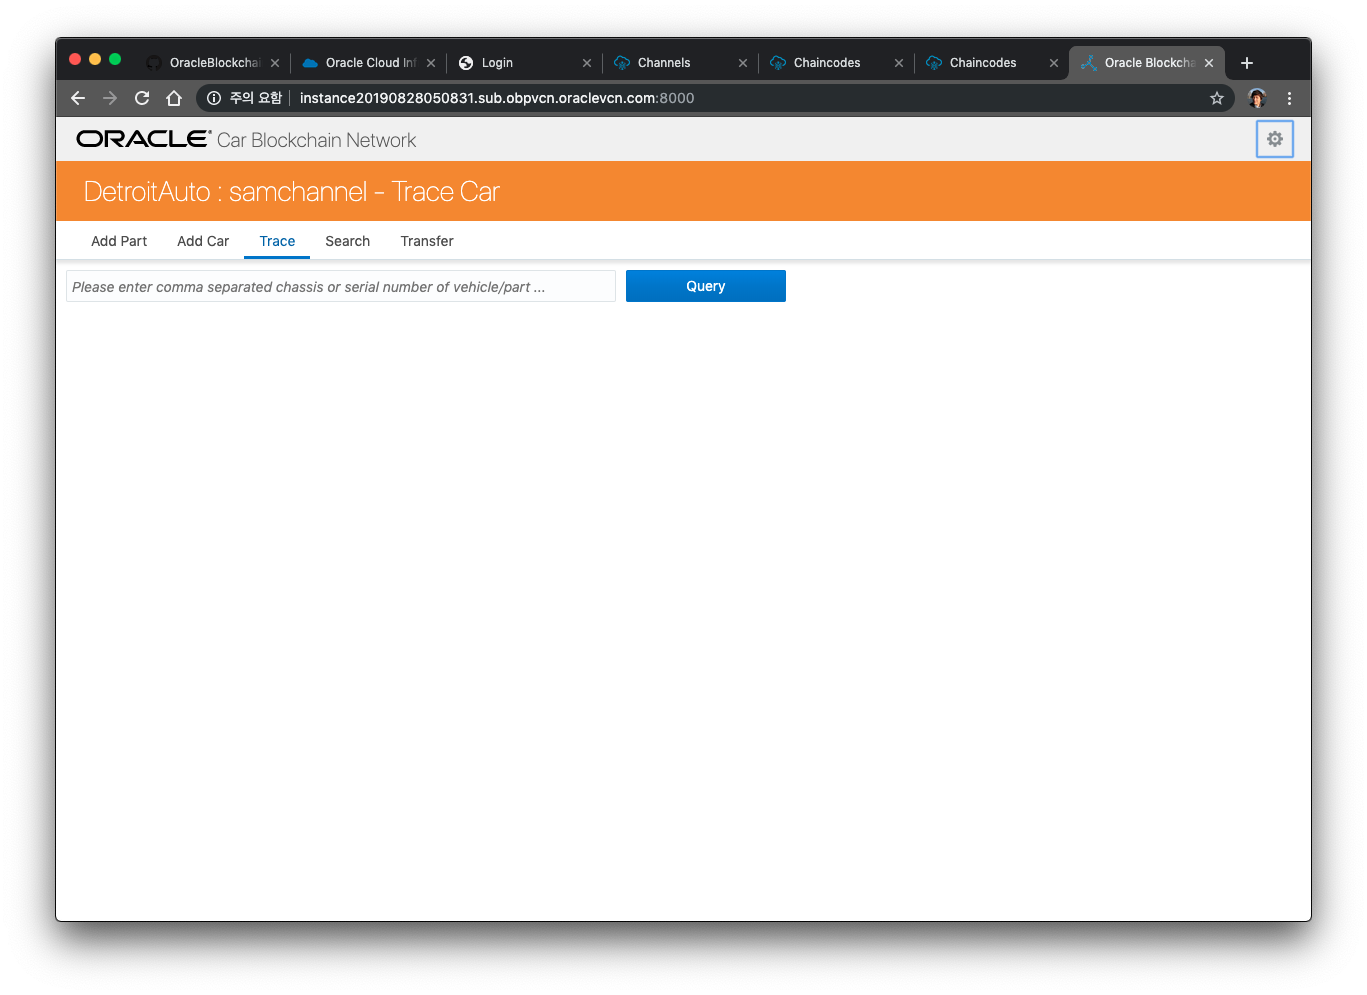 OracleBlockchai
Oracle Cloud Inf
Login
Channels
Chaincodes
Chaincodes
Oracle Blockcha
주의 요함 instance20190828050831.sub.obpvcn.oraclevcn.com:8000
ORACLE® Car Blockchain Network
DetroitAuto : samchannel - Trace Car
Add Part Add Car Trace Search Transfer
Please enter comma separated chassis or serial number of vehicle/part ...
Query